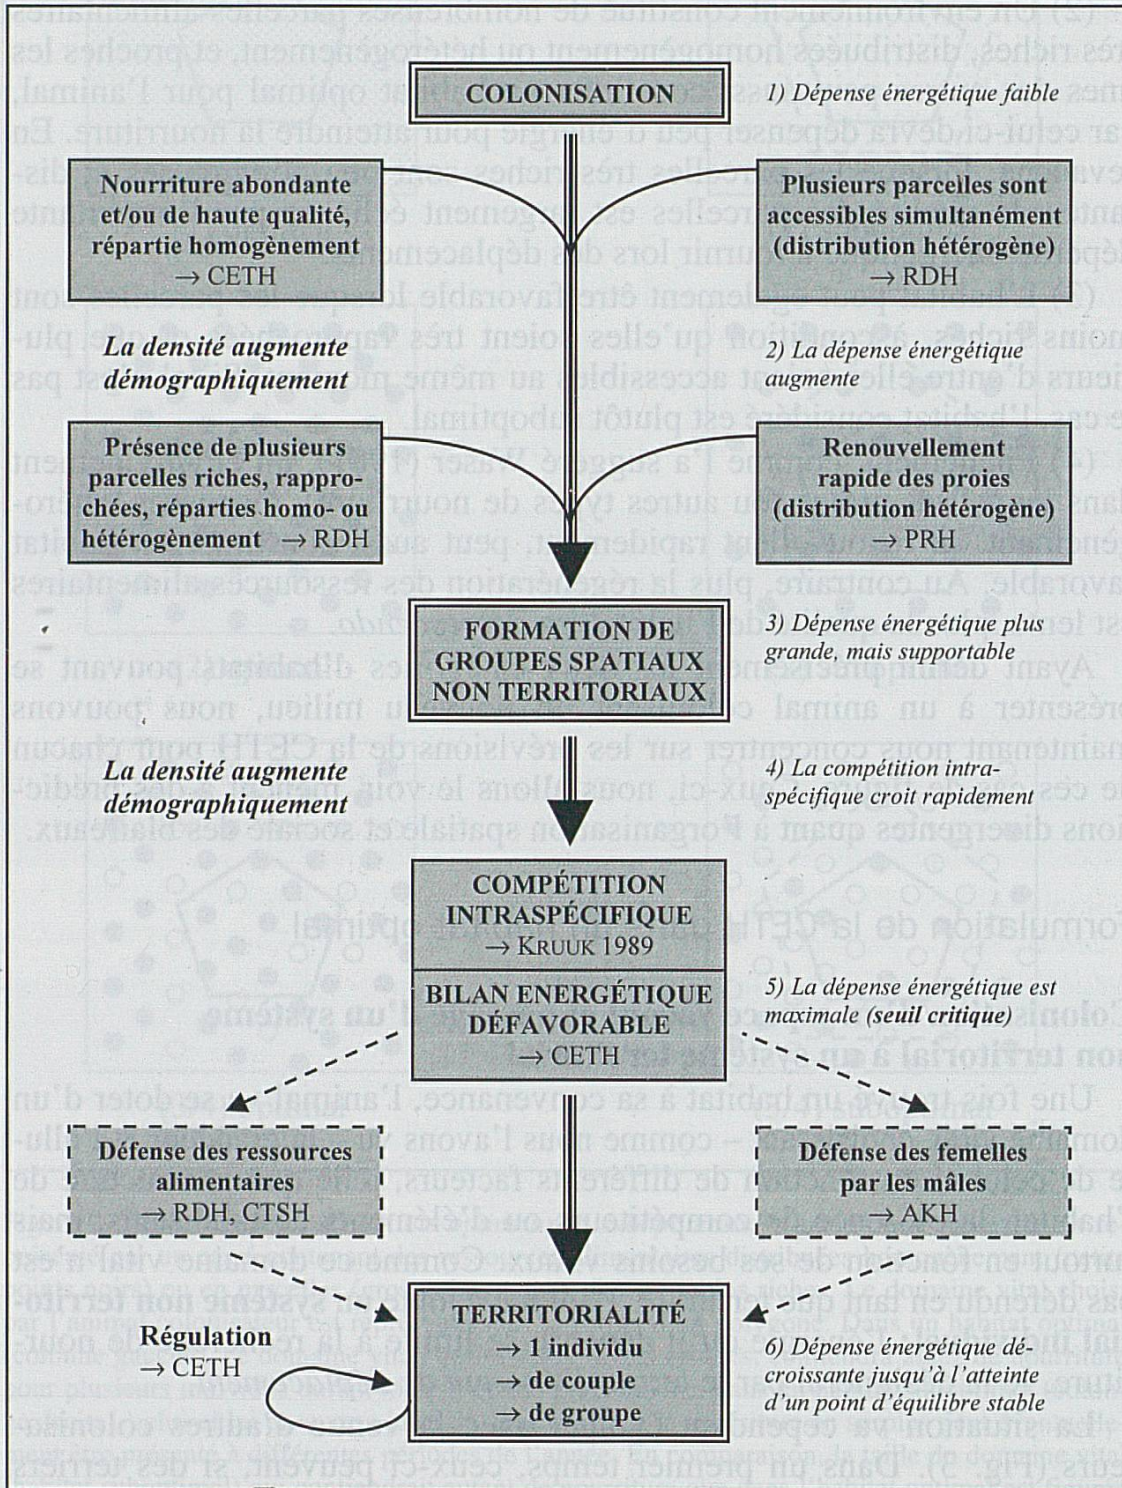 COLONISATION
1) Dépense énergétique faible
Nourriture abondante
et/ou de haute qualité,
répartie homogènement
→ CETH
Plusieurs parcelles sont
accessibles simultanément
(distribution hétérogène)
→ RDH
La densité augmente
démographiquement
2) La dépense énergétique
augmente
Présence de plusieurs
parcelles riches, rappro-
chées, réparties homo- ou
hétérogènement → RDH
Renouvellement
rapide des proies
(distribution hétérogène)
→ PRH
FORMATION DE
GROUPES SPATIAUX
NON TERRITORIAUX
3) Dépense énergétique plus
grande, mais supportable
La densité augmente
démographiquement
4) La compétition intra-
spécifique croit rapidement
COMPÉTITION
INTRASPÉCIFIQUE
→ KRUUK 1989
BILAN ENERGÉTIQUE
DÉFAVORABLE
→ CETH
5) La dépense énergétique est
maximale (seuil critique)
Défense des ressources
alimentaires
→ RDH, CTSH
Défense des femelles
par les mâles
→ AKH
Régulation
→ CETH
TERRITORIALITÉ
→ 1 individu
→ de couple
→ de groupe
6) Dépense énergétique dé-
croissante jusqu'à l'atteinte
d'un point d'équilibre stable